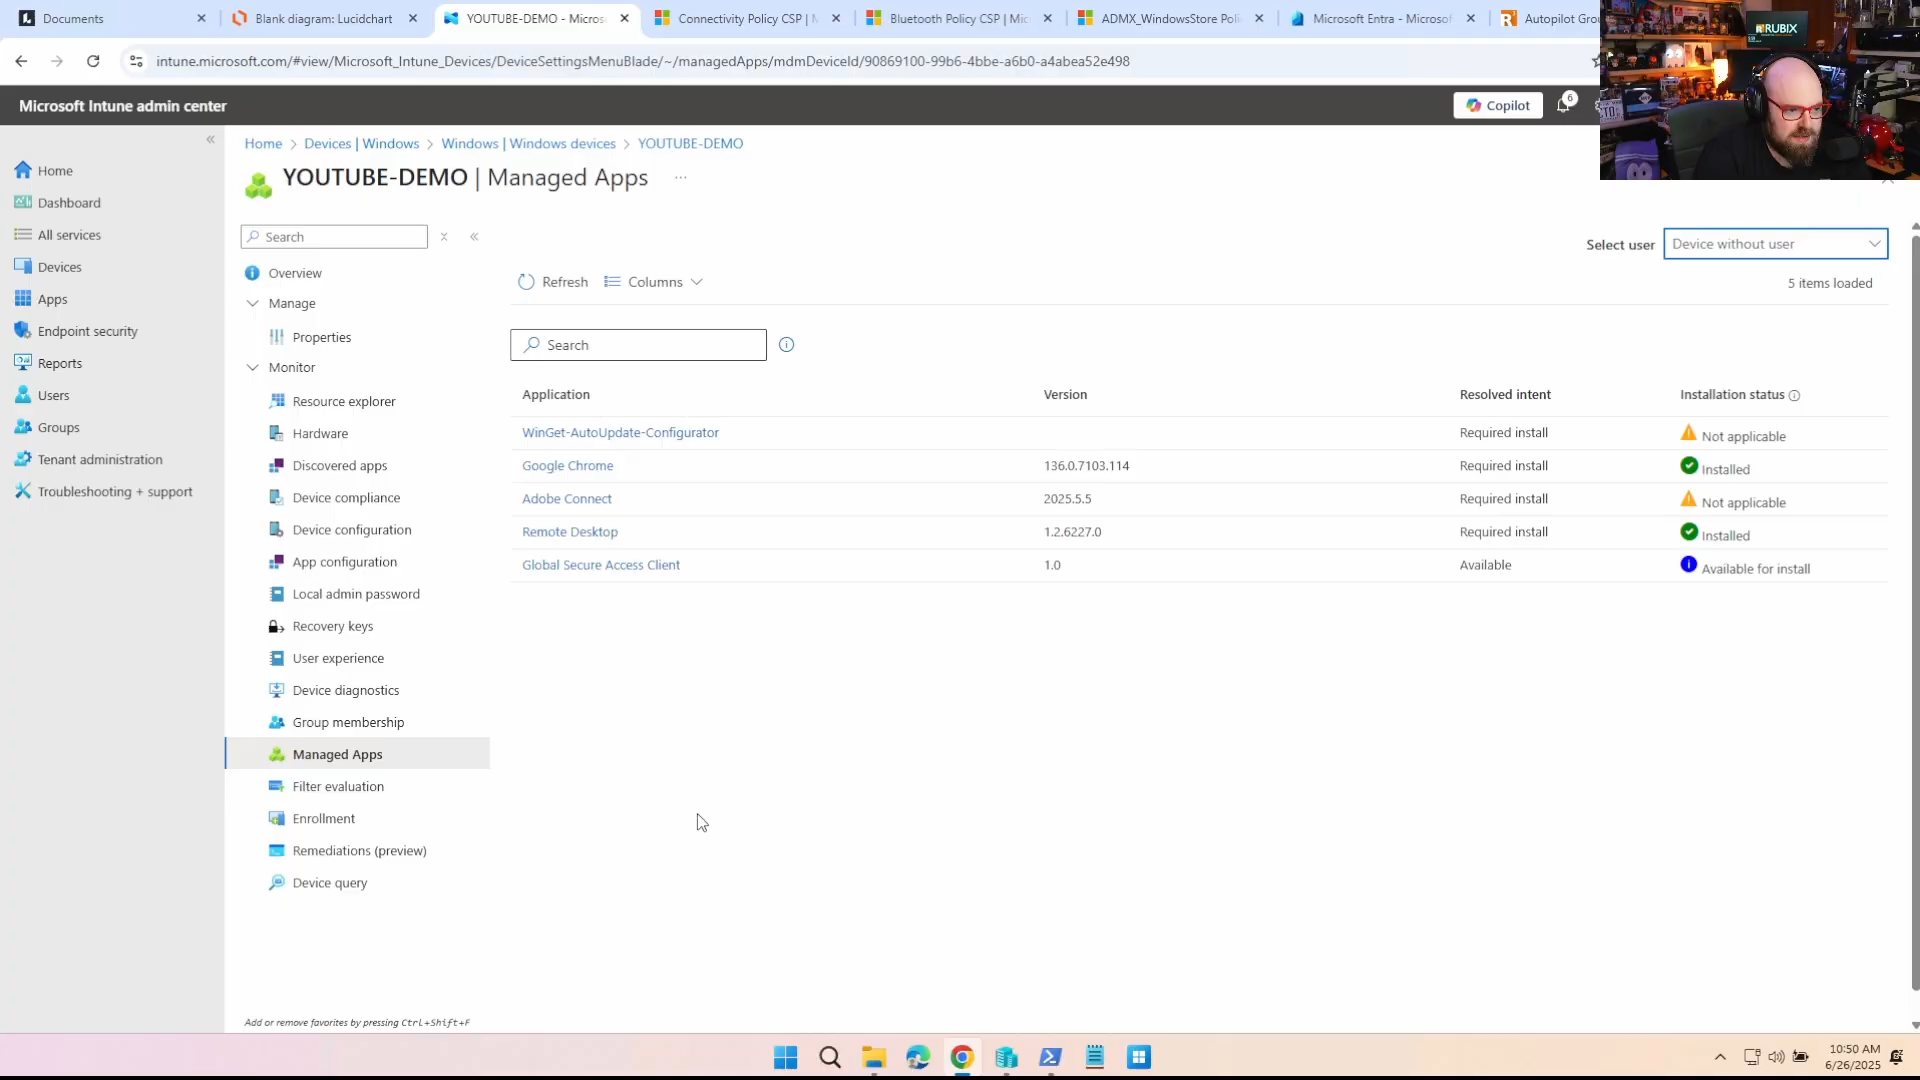 Documents
Blank diagram: Lucidchart
YOUTUBE-DEMO - Micros
Connectivity Policy CSP | M
Bluetooth Policy CSP | Mic
ADMX_WindowsStore Poli
Microsoft Entra - Microsof
Autopilot Grou
intune.microsoft.com/#view/Microsoft_Intune_Devices/DeviceSettingsMenuBlade/~/managedApps/mdmDeviceId/90869100-99b6-4bbe-a6b0-a4abea52e498
RUBIX
Microsoft Intune admin center
Copilot
6
Home > Devices | Windows > Windows | Windows devices > YOUTUBE-DEMO
YOUTUBE-DEMO | Managed Apps ...
Home
Dashboard
All services
Devices
Apps
Endpoint security
Reports
Users
Groups
Tenant administration
Troubleshooting + support
Search
Overview
Manage
Properties
Monitor
Resource explorer
Hardware
Discovered apps
Device compliance
Device configuration
App configuration
Local admin password
Recovery keys
User experience
Device diagnostics
Group membership
Managed Apps
Filter evaluation
Enrollment
Remediations (preview)
Device query
Add or remove favorites by pressing Ctrl+Shift+F
Select user Device without user
Refresh Columns
5 items loaded
Search
Application Version Resolved intent Installation status
WinGet-AutoUpdate-Configurator Required install Not applicable
Google Chrome 136.0.7103.114 Required install Installed
Adobe Connect 2025.5.5 Required install Not applicable
Remote Desktop 1.2.6227.0 Required install Installed
Global Secure Access Client 1.0 Available Available for install
10:50 AM
6/26/2025